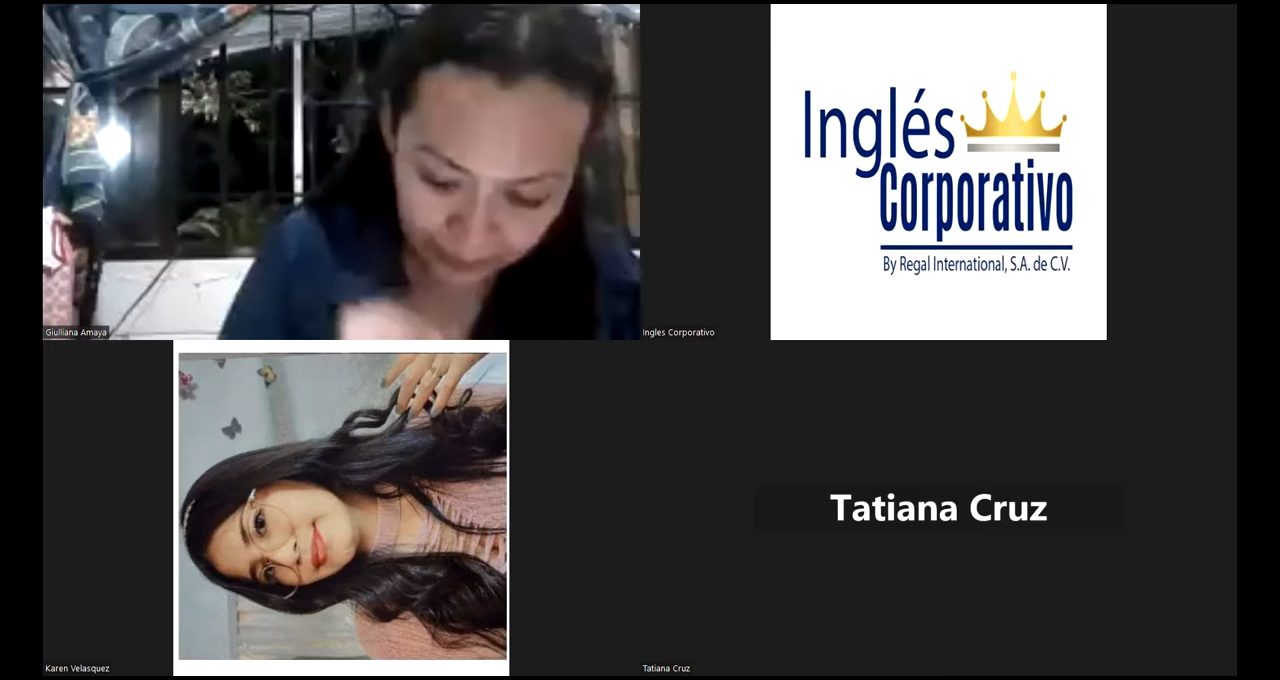 Inglés
Corporativo
By Regal International, S.A. de C.V.
Giulliana Amaya
Ingles Corporativo
Tatiana Cruz
Karen Velasquez
Tatiana Cruz